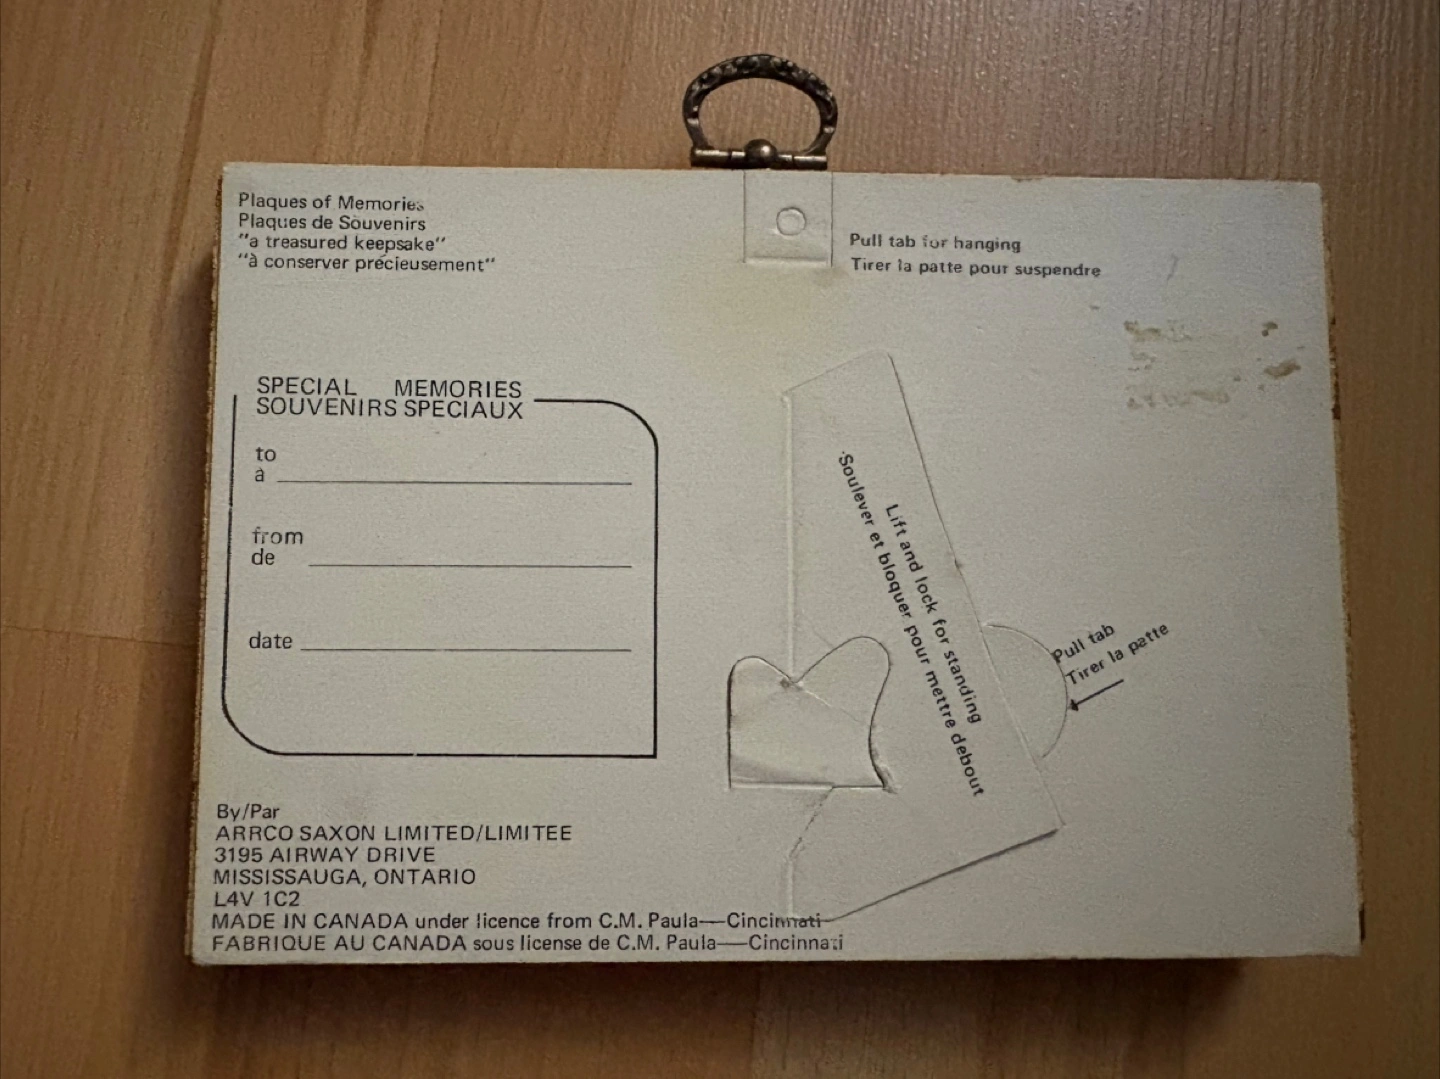 Plaques of Memories
Plaques de Souvenirs
"a treasured keepsake"
"à conserver précieusement"
Pull tab for hanging
Tirer la patte pour suspendre
SPECIAL MEMORIES
SOUVENIRS SPECIAUX
to
a
from
de
date
Lift and lock for standing
Soulever et bloquer pour mettre debout
Pull tab
Tirer la patte
By/Par
ARRCO SAXON LIMITED/LIMITEE
3195 AIRWAY DRIVE
MISSISSAUGA, ONTARIO
L4V 1C2
MADE IN CANADA under licence from C.M. Paula—Cincinnati
FABRIQUE AU CANADA sous license de C.M. Paula—Cincinnati